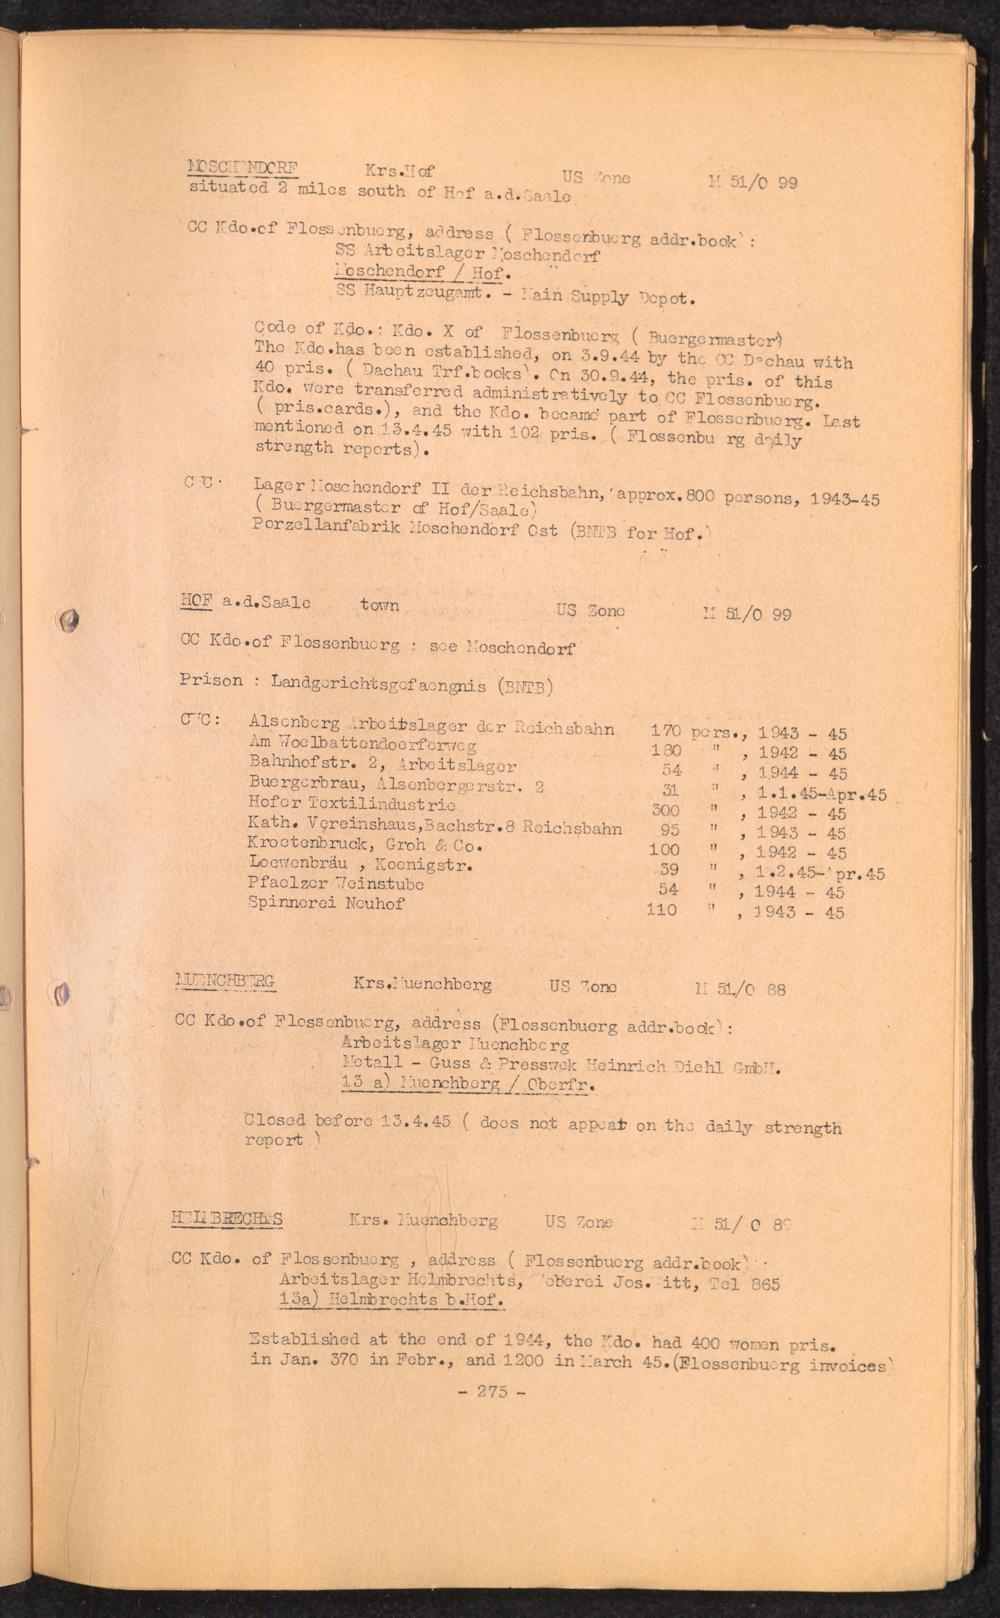 MOSCHENDORF Krs.Hof US Zone M 51/O 99
situated 2 miles south of Hof a.d.Saale
CC Kdo.of Flossenbuerg, address ( Flossenbuerg addr.book):
SS Arbeitslager Moschendorf
Moschendorf / Hof.
SS Hauptzeugamt. - Main Supply Depot.
Code of Kdo.: Kdo. X of Flossenbuerg ( Buergermaster)
The Kdo.has been established, on 3.9.44 by the CC Dachau with
40 pris. ( Dachau Trf.books). On 30.9.44, the pris. of this
Kdo. were transferred administratively to CC Flossenbuerg.
( pris.cards.), and the Kdo. became part of Flossenbuerg. Last
mentioned on 13.4.45 with 102 pris. ( Flossenbu rg daily
strength reports).
CWC: Lager Moschendorf II der Reichsbahn, approx.800 persons, 1943-45
( Buergermaster of Hof/Saale)
Porzellanfabrik Moschendorf Ost (BNTB for Hof.)
HOF a.d.Saale town US Zone M 51/O 99
CC Kdo.of Flossenbuerg : see Moschendorf
Prison : Landgerichtsgefaengnis (BNTB)
CWC: Alsenberg Arbeitslager der Reichsbahn 170 pers., 1943 - 45
Am Woelbattendoerferweg 180 " , 1942 - 45
Bahnhofstr. 2, Arbeitslager 54 " , 1944 - 45
Buergerbrau, Alsenbergerstr. 2 31 " , 1.1.45-Apr.45
Hofer Textilindustrie 300 " , 1942 - 45
Kath. Vereinshaus,Bachstr.8 Reichsbahn 95 " , 1943 - 45
Kroetenbruck, Groh & Co. 100 " , 1942 - 45
Loewenbräu , Koenigstr. 39 " , 1.2.45-Apr.45
Pfaelzer Weinstube 54 " , 1944 - 45
Spinnerei Neuhof 110 " , 1943 - 45
MUENCHBERG Krs.Muenchberg US Zone M 51/O 88
CC Kdo.of Flossenbuerg, address (Flossenbuerg addr.book):
Arbeitslager Muenchberg
Metall - Guss & Presswek Heinrich Diehl GmbH.
13 a) Muenchberg / Oberfr.
Closed before 13.4.45 ( does not appear on the daily strength
report )
HELMBRECHTS Krs. Muenchberg US Zone M 51/ O 89
CC Kdo. of Flossenbuerg , address ( Flossenbuerg addr.book)
Arbeitslager Helmbrechts, Weberei Jos. Witt, Tel 865
13a) Helmbrechts b.Hof.
Established at the end of 1944, the Kdo. had 400 women pris.
in Jan. 370 in Febr., and 1200 in March 45.(Flossenbuerg invoices)
- 275 -